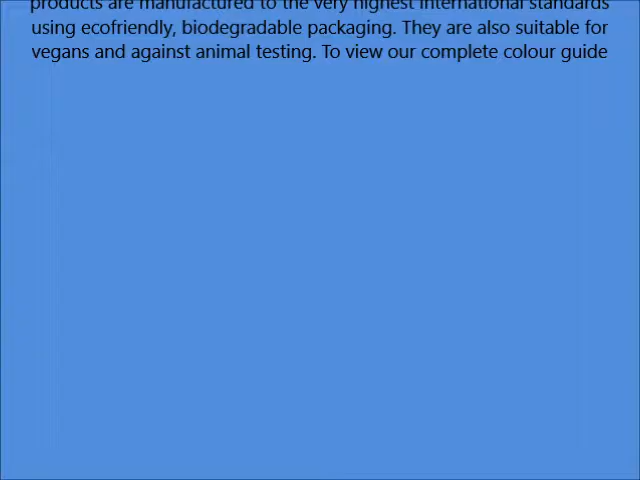 products are manufactured to the very highest international standards
using ecofriendly, biodegradable packaging. They are also suitable for
vegans and against animal testing. To view our complete colour guide